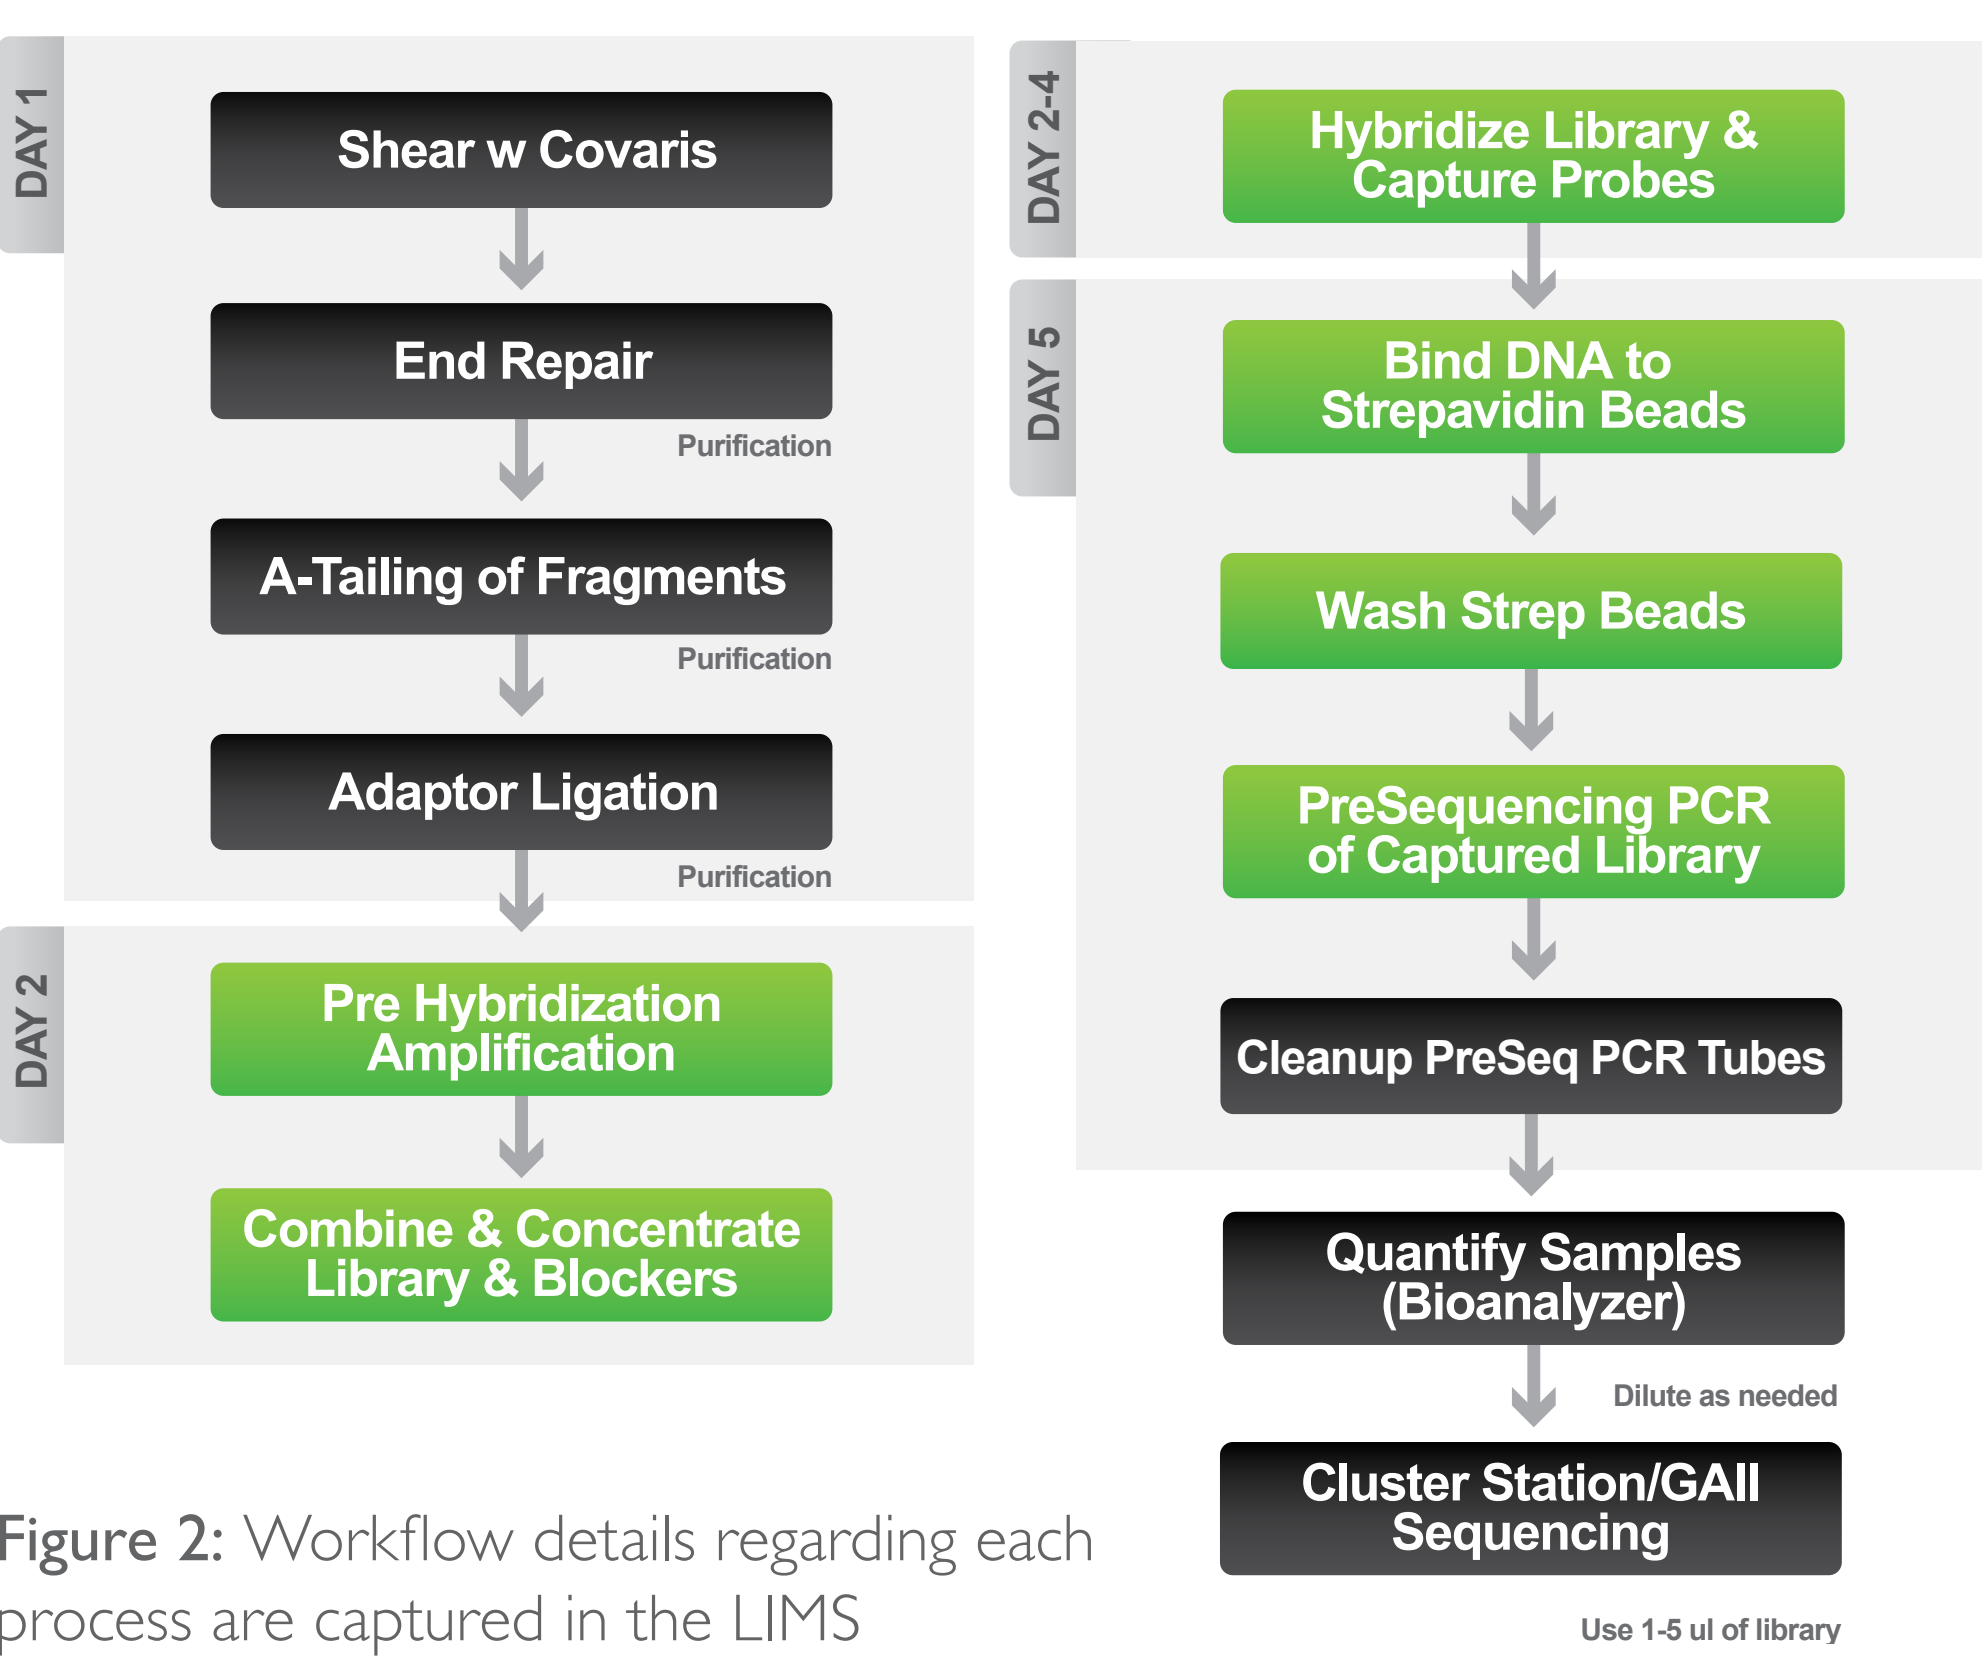 DAY 1
Shear w Covaris
End Repair
Purification
A-Tailing of Fragments
Purification
Adaptor Ligation
Purification
DAY 2
Pre Hybridization
Amplification
Combine & Concentrate
Library & Blockers
DAY 2-4
Hybridize Library &
Capture Probes
DAY 5
Bind DNA to
Strepavidin Beads
Wash Strep Beads
PreSequencing PCR
of Captured Library
Cleanup PreSeq PCR Tubes
Quantify Samples
(Bioanalyzer)
Dilute as needed
Cluster Station/GAII
Sequencing
Use 1-5 ul of library
Figure 2: Workflow details regarding each
process are captured in the LIMS